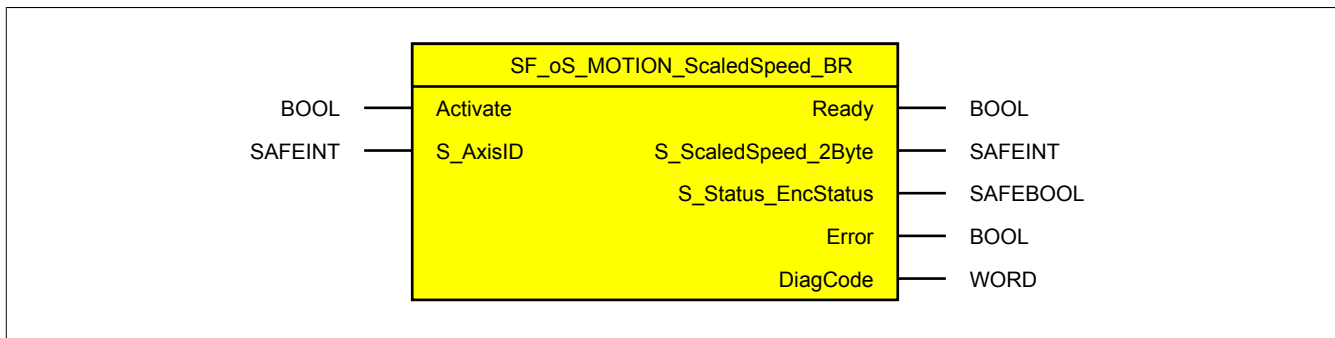 SF_oS_MOTION_ScaledSpeed_BR
BOOL Activate Ready BOOL
SAFEINT S_AxisID S_ScaledSpeed_2Byte SAFEINT
S_Status_EncStatus SAFEBOOL
Error BOOL
DiagCode WORD